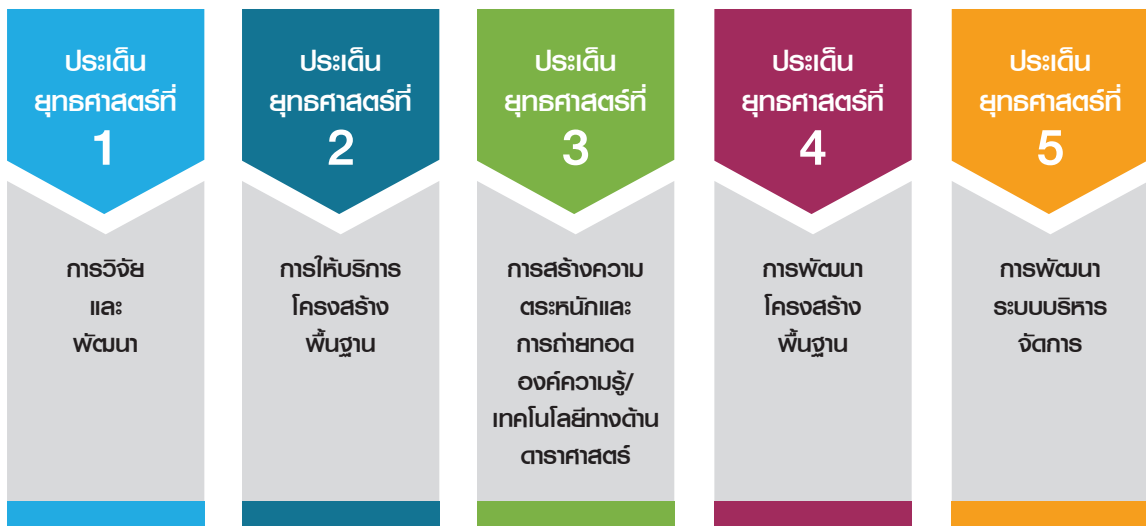 ประเด็น
ยุทธศาสตร์ที่
1
การวิจัย
และ
พัฒนา
ประเด็น
ยุทธศาสตร์ที่
2
การให้บริการ
โครงสร้าง
พื้นฐาน
ประเด็น
ยุทธศาสตร์ที่
3
การสร้างความ
ตระหนักและ
การถ่ายทอด
องค์ความรู้/
เทคโนโลยีทางด้าน
ดาราศาสตร์
ประเด็น
ยุทธศาสตร์ที่
4
การพัฒนา
โครงสร้าง
พื้นฐาน
ประเด็น
ยุทธศาสตร์ที่
5
การพัฒนา
ระบบบริหาร
จัดการ